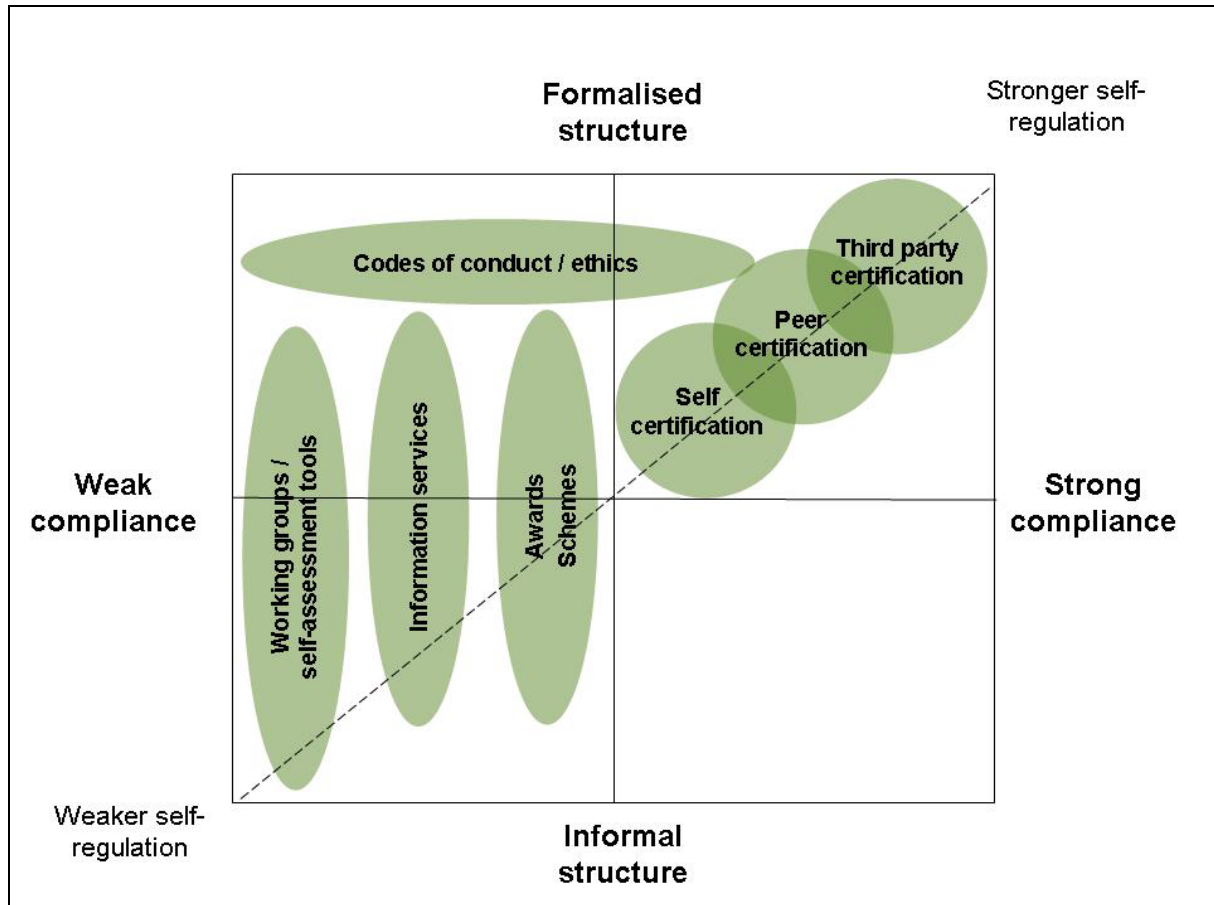 Formalised
structure
Stronger self-
regulation
Codes of conduct / ethics
Third party
certification
Peer
certification
Self
certification
Working groups /
self-assessment tools
Information services
Awards
Schemes
Weak
compliance
Strong
compliance
Weaker self-
regulation
Informal
structure